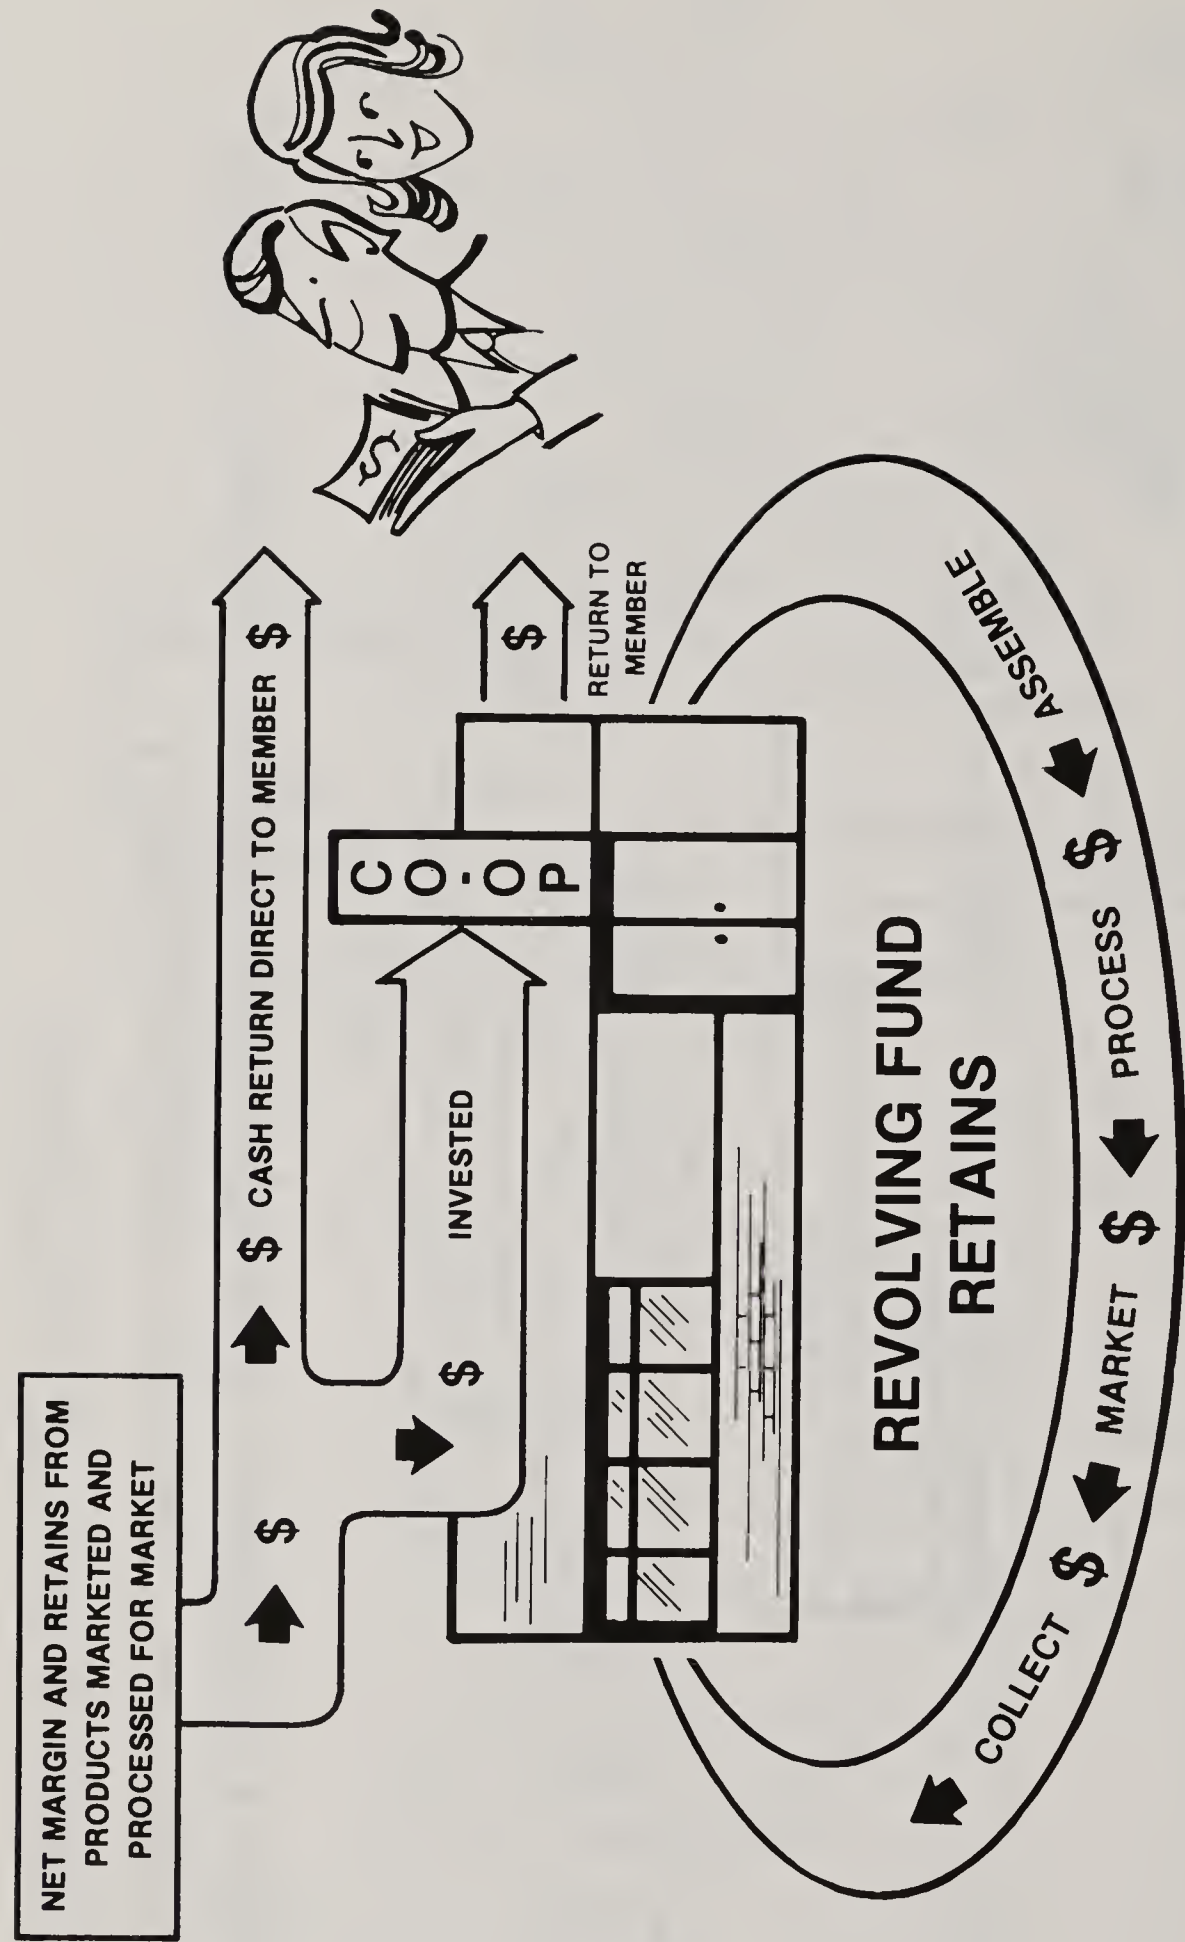 NET MARGIN AND RETAINS FROM
PRODUCTS MARKETED AND
PROCESSED FOR MARKET
$
$ CASH RETURN DIRECT TO MEMBER $
$
INVESTED
$
CO-OP
$
RETURN TO
MEMBER
REVOLVING FUND
RETAINS
ASSEMBLE
$
PROCESS
$
MARKET
$
COLLECT